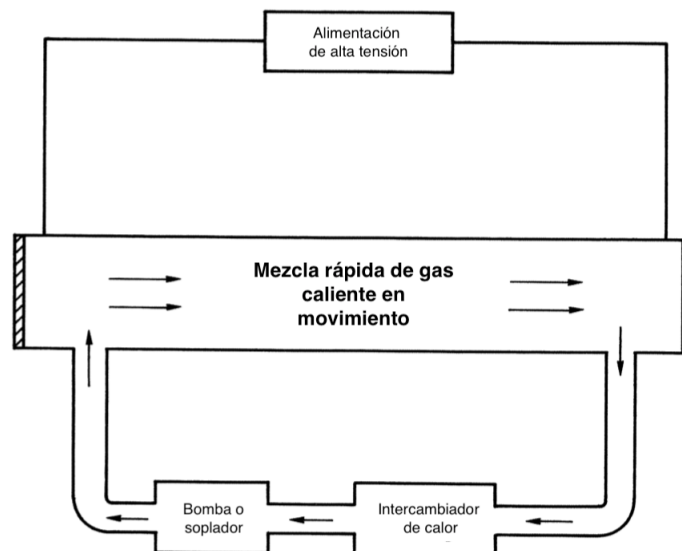 Alimentación
de alta tensión
Mezcla rápida de gas
caliente en
movimiento
Bomba o
soplador
Intercambiador
de calor